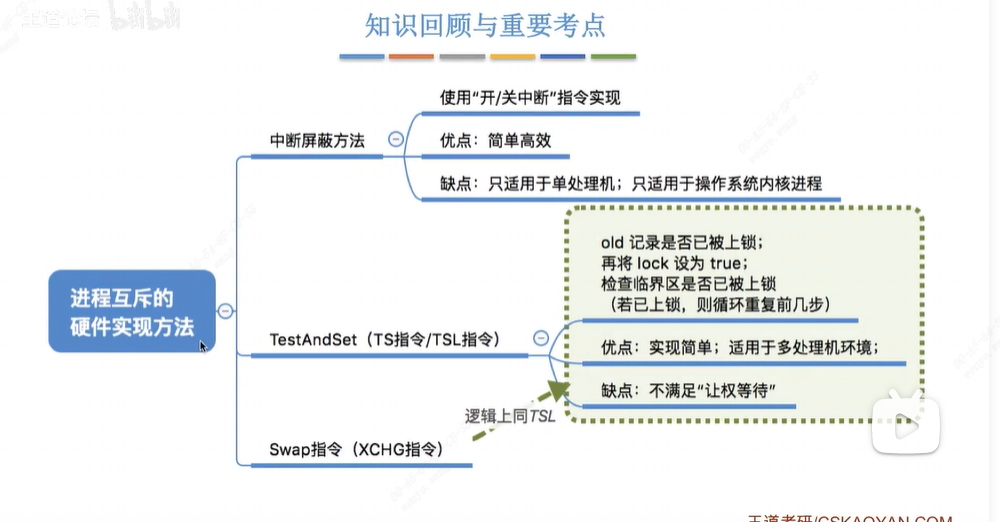 知识回顾与重要考点
使用“开/关中断”指令实现
中断屏蔽方法
优点：简单高效
缺点：只适用于单处理机；只适用于操作系统内核进程
old 记录是否已被上锁；
再将 lock 设为 true；
检查临界区是否已被上锁
（若已上锁，则循环重复前几步）
进程互斥的
硬件实现方法
TestAndSet（TS指令/TSL指令）
优点：实现简单；适用于多处理机环境；
缺点：不满足“让权等待”
逻辑上同TSL
Swap指令（XCHG指令）
王道考研/CSKAOYAN.COM